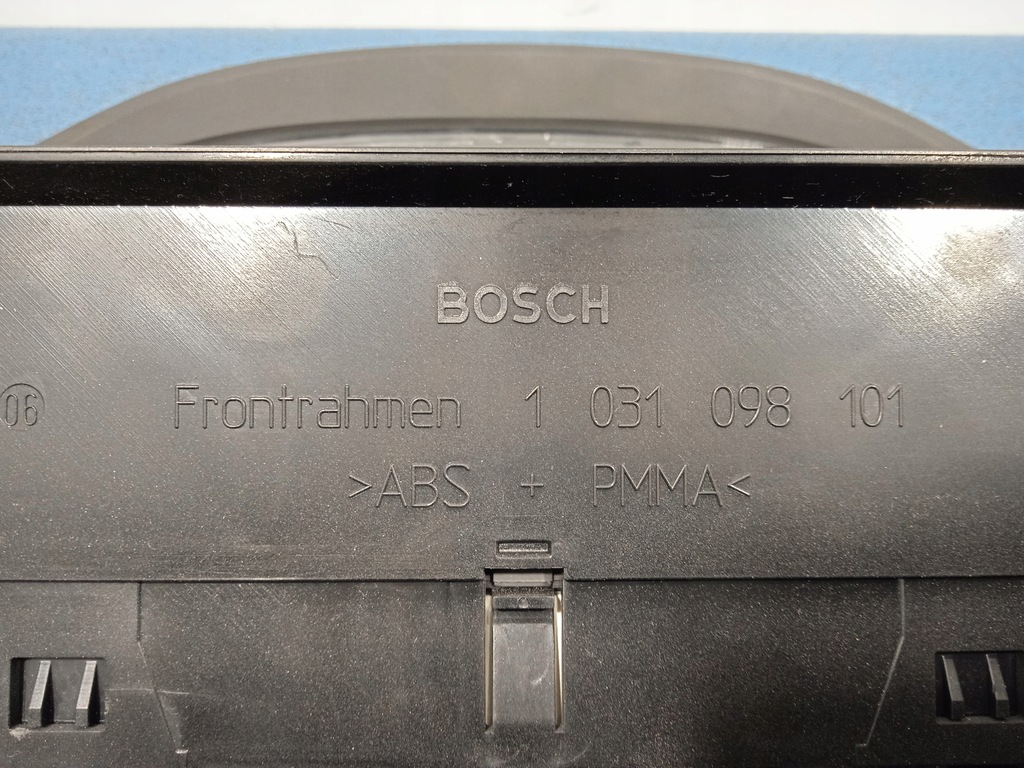 BOSCH
06 Frontrahmen 1 031 098 101
>ABS + PMMA<